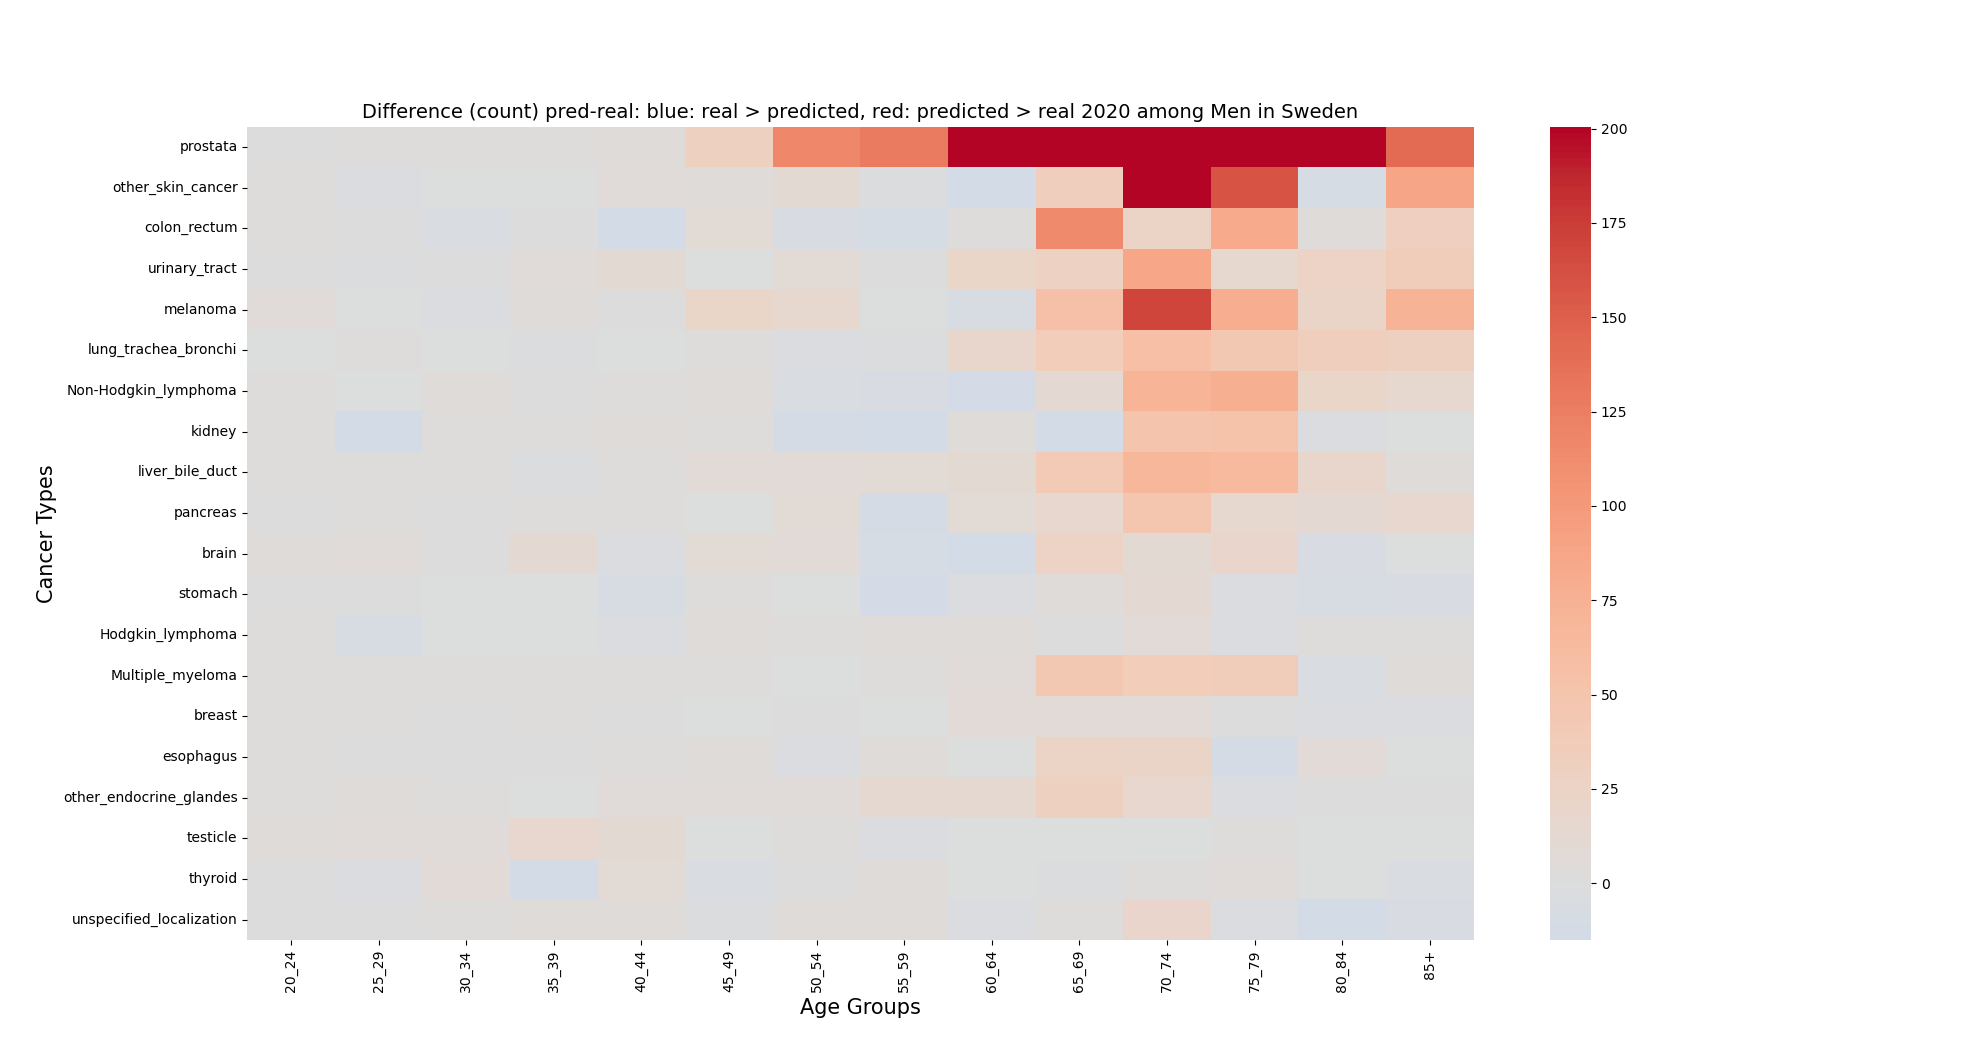 Difference (count) pred-real: blue: real > predicted, red: predicted > real 2020 among Men in Sweden
Cancer Types
prostata
other_skin_cancer
colon_rectum
urinary_tract
melanoma
lung_trachea_bronchi
Non-Hodgkin_lymphoma
kidney
liver_bile_duct
pancreas
brain
stomach
Hodgkin_lymphoma
Multiple_myeloma
breast
esophagus
other_endocrine_glandes
testicle
thyroid
unspecified_localization
20_24
25_29
30_34
35_39
40_44
45_49
50_54
55_59
60_64
65_69
70_74
75_79
80_84
85+
Age Groups
200
175
150
125
100
75
50
25
0